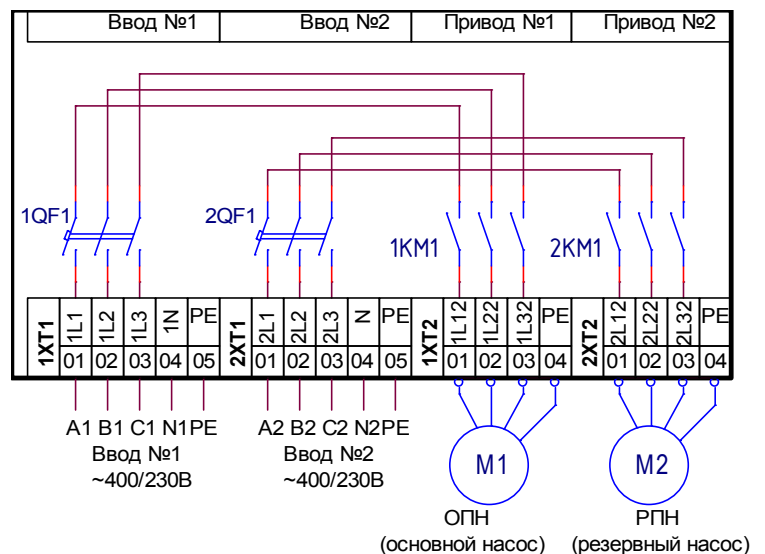 Ввод №1 Ввод №2 Привод №1 Привод №2
1QF1 2QF1 1KM1 2KM1
1XT1 1L1 1L2 1L3 1N PE 2XT1 2L1 2L2 2L3 N PE 1XT2 1L12 1L22 1L32 PE 2XT2 2L12 2L22 2L32 PE
01 02 03 04 05 01 02 03 04 05 01 02 03 04 01 02 03 04
A1 B1 C1 N1 PE A2 B2 C2 N2 PE
Ввод №1 Ввод №2
~400/230В ~400/230В
M1 M2
ОПН РПН
(основной насос) (резервный насос)